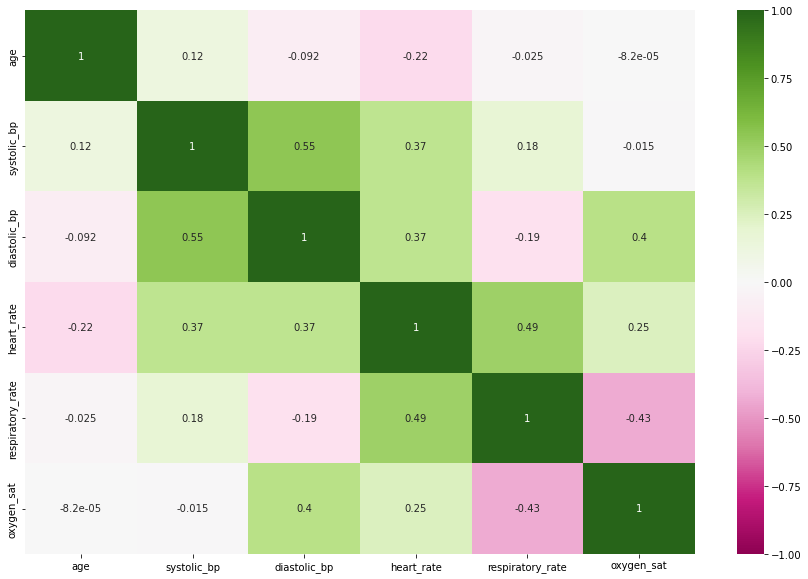 age 1 0.12 -0.092 -0.22 -0.025 -8.2e-05
systolic_bp 0.12 1 0.55 0.37 0.18 -0.015
diastolic_bp -0.092 0.55 1 0.37 -0.19 0.4
heart_rate -0.22 0.37 0.37 1 0.49 0.25
respiratory_rate -0.025 0.18 -0.19 0.49 1 -0.43
oxygen_sat -8.2e-05 -0.015 0.4 0.25 -0.43 1
age systolic_bp diastolic_bp heart_rate respiratory_rate oxygen_sat
1.00
0.75
0.50
0.25
0.00
−0.25
−0.50
−0.75
−1.00